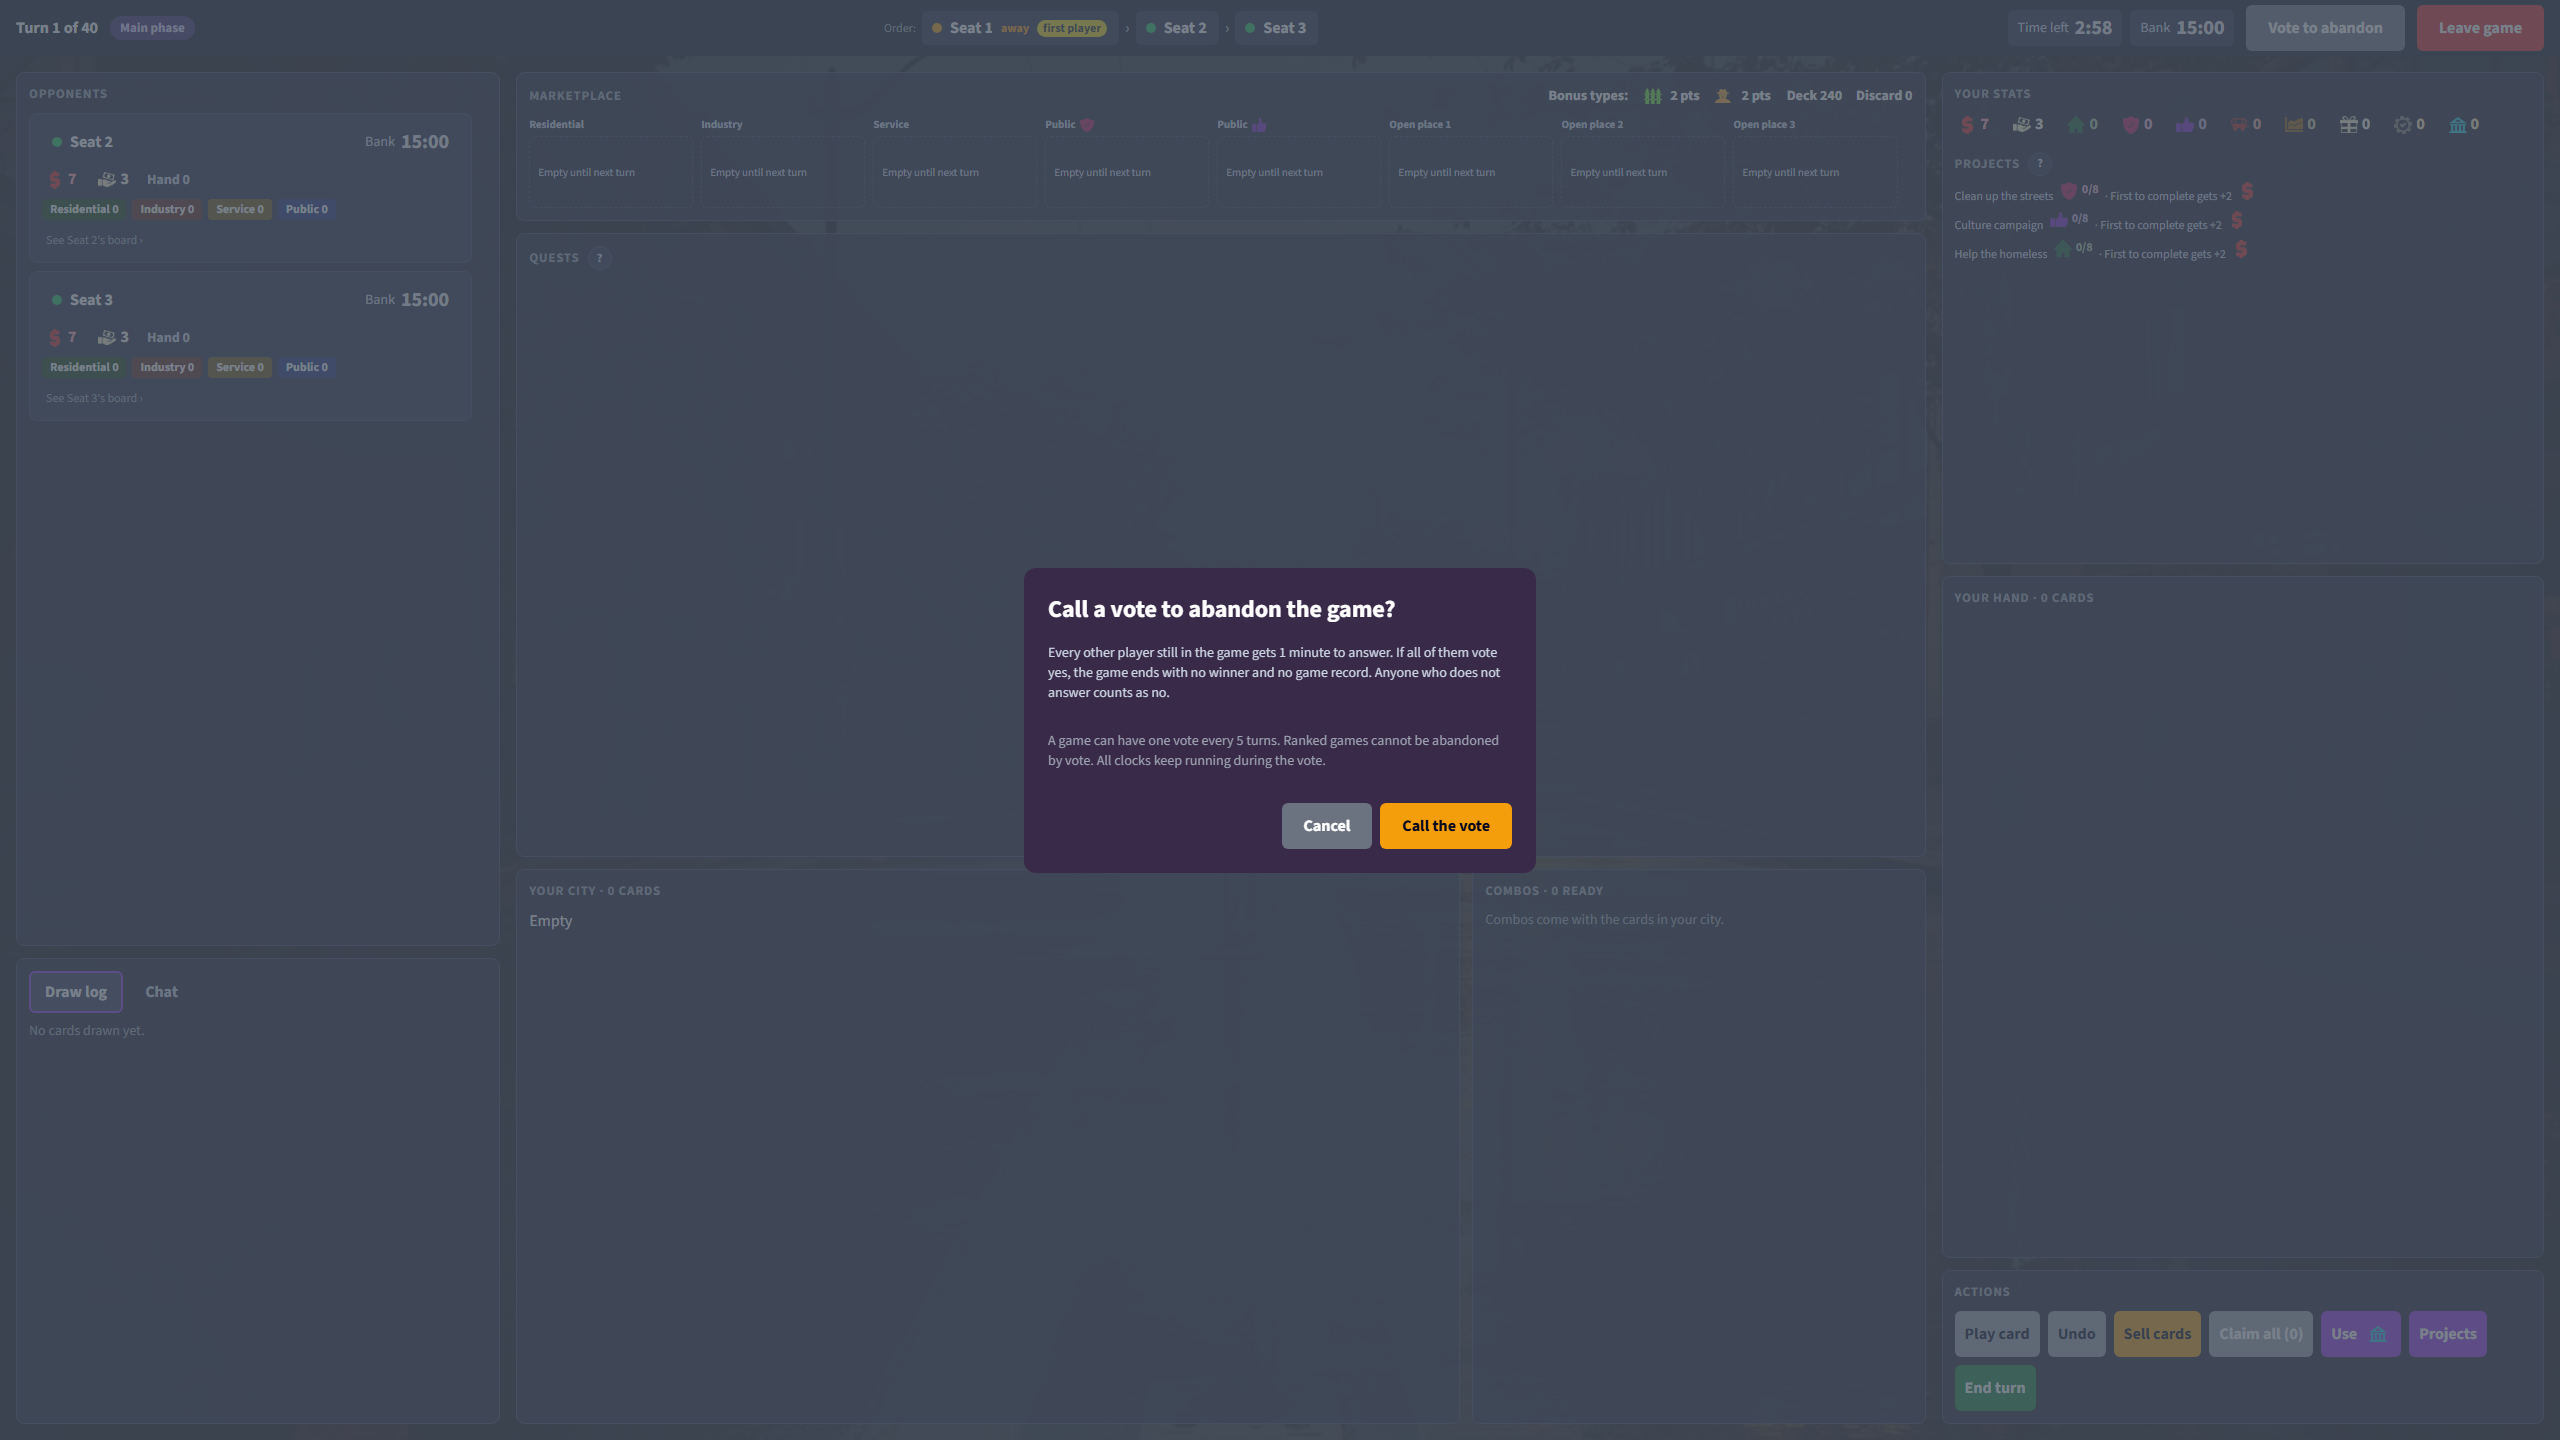 Turn 1 of 40 Main phase
Order: Seat 1 away first player › Seat 2 › Seat 3
Time left 2:58 Bank 15:00 Vote to abandon Leave game
OPPONENTS
Seat 2 Bank 15:00
7 3 Hand 0
Residential 0 Industry 0 Service 0 Public 0
See Seat 2's board ›
Seat 3 Bank 15:00
7 3 Hand 0
Residential 0 Industry 0 Service 0 Public 0
See Seat 3's board ›
Draw log Chat
No cards drawn yet.
MARKETPLACE
Bonus types: 2 pts 2 pts Deck 240 Discard 0
Residential Industry Service Public Public Open place 1 Open place 2 Open place 3
Empty until next turn Empty until next turn Empty until next turn Empty until next turn Empty until next turn Empty until next turn Empty until next turn Empty until next turn
QUESTS ?
Call a vote to abandon the game?
Every other player still in the game gets 1 minute to answer. If all of them vote
yes, the game ends with no winner and no game record. Anyone who does not
answer counts as no.
A game can have one vote every 5 turns. Ranked games cannot be abandoned
by vote. All clocks keep running during the vote.
Cancel Call the vote
YOUR CITY · 0 CARDS
Empty
COMBOS · 0 READY
Combos come with the cards in your city.
YOUR STATS
$ 7 3 0 0 0 0 0 0 0 0
PROJECTS ?
Clean up the streets 0/8 · First to complete gets +2 $
Culture campaign 0/8 · First to complete gets +2 $
Help the homeless 0/8 · First to complete gets +2 $
YOUR HAND · 0 CARDS
ACTIONS
Play card Undo Sell cards Claim all (0) Use Projects
End turn